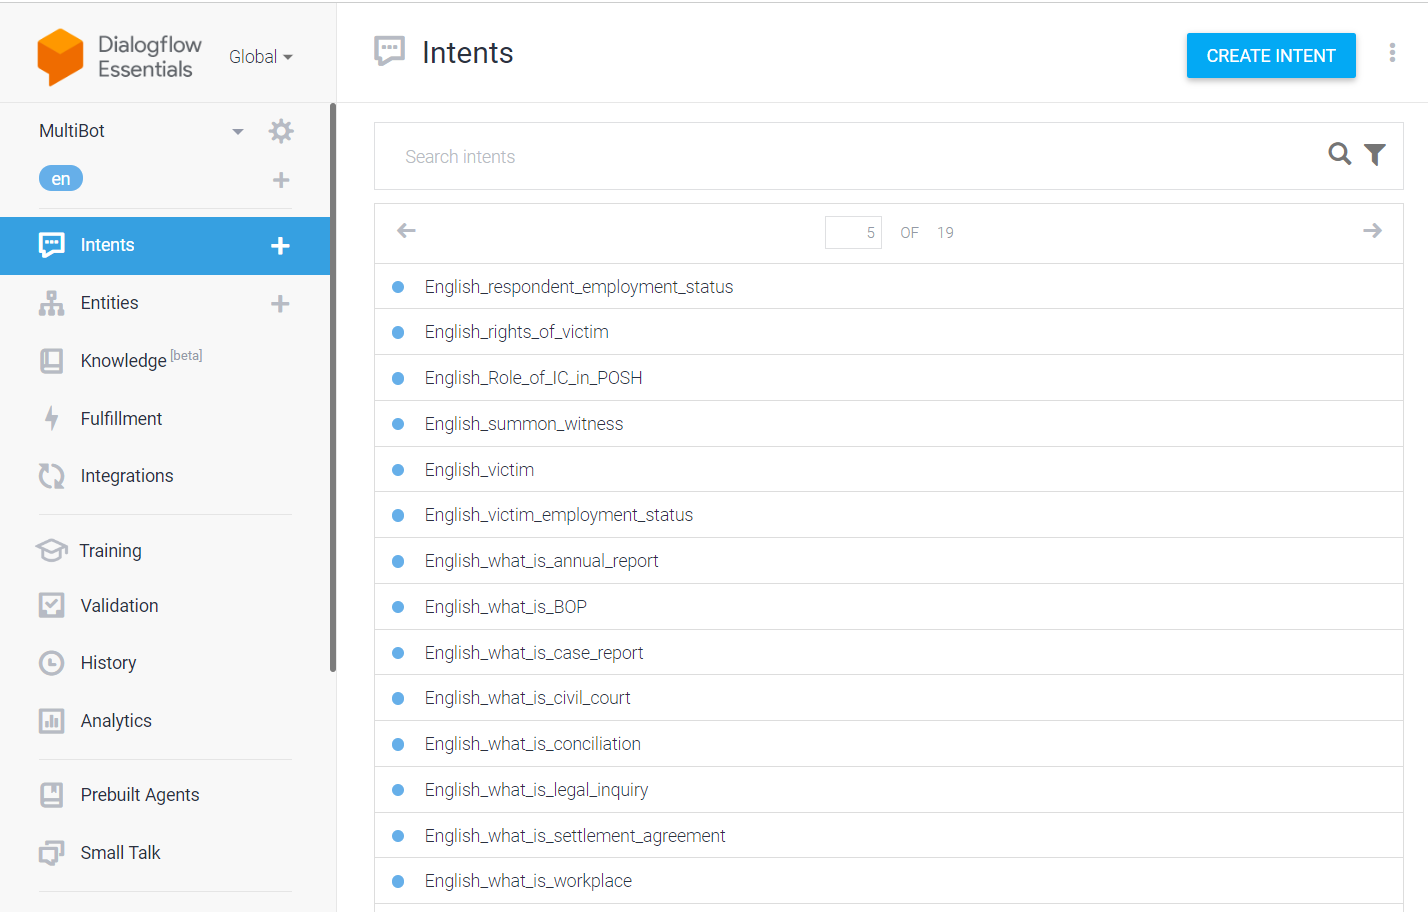 Dialogflow
Essentials
Global
Intents
CREATE INTENT
MultiBot
en
Intents
Entities
Knowledge [beta]
Fulfillment
Integrations
Training
Validation
History
Analytics
Prebuilt Agents
Small Talk
Search intents
5 OF 19
English_respondent_employment_status
English_rights_of_victim
English_Role_of_IC_in_POSH
English_summon_witness
English_victim
English_victim_employment_status
English_what_is_annual_report
English_what_is_BOP
English_what_is_case_report
English_what_is_civil_court
English_what_is_conciliation
English_what_is_legal_inquiry
English_what_is_settlement_agreement
English_what_is_workplace